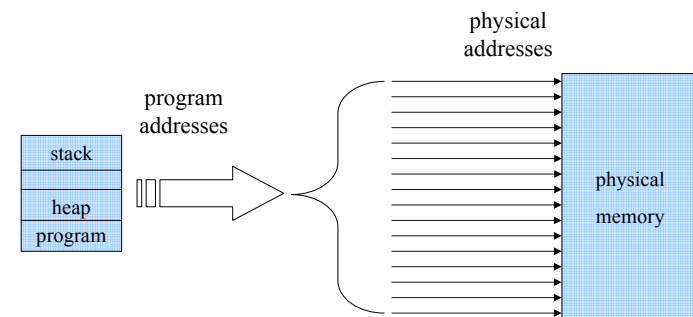 physical
addresses
program
addresses
stack
heap
program
physical
memory